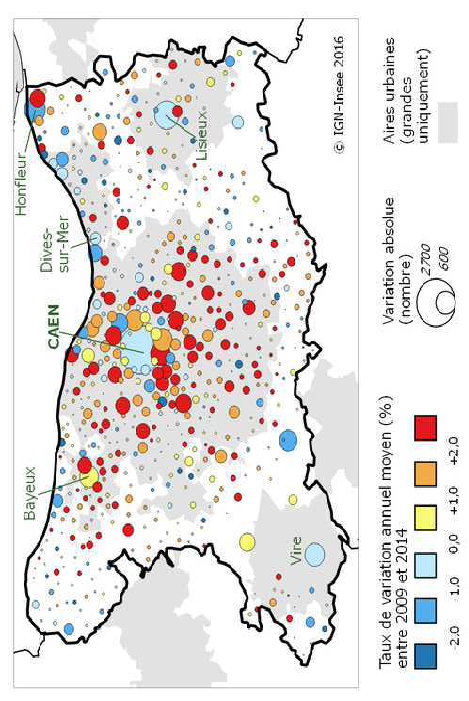 Honfleur
Dives-
sur-Mer
CAEN
Bayeux
Lisieux
Vire
© IGN-Insee 2016
Taux de variation annuel moyen (%)
entre 2009 et 2014
-2,0
-1,0
0,0
+1,0
+2,0
Variation absolue
(nombre)
2700
600
Aires urbaines
(grandes
uniquement)